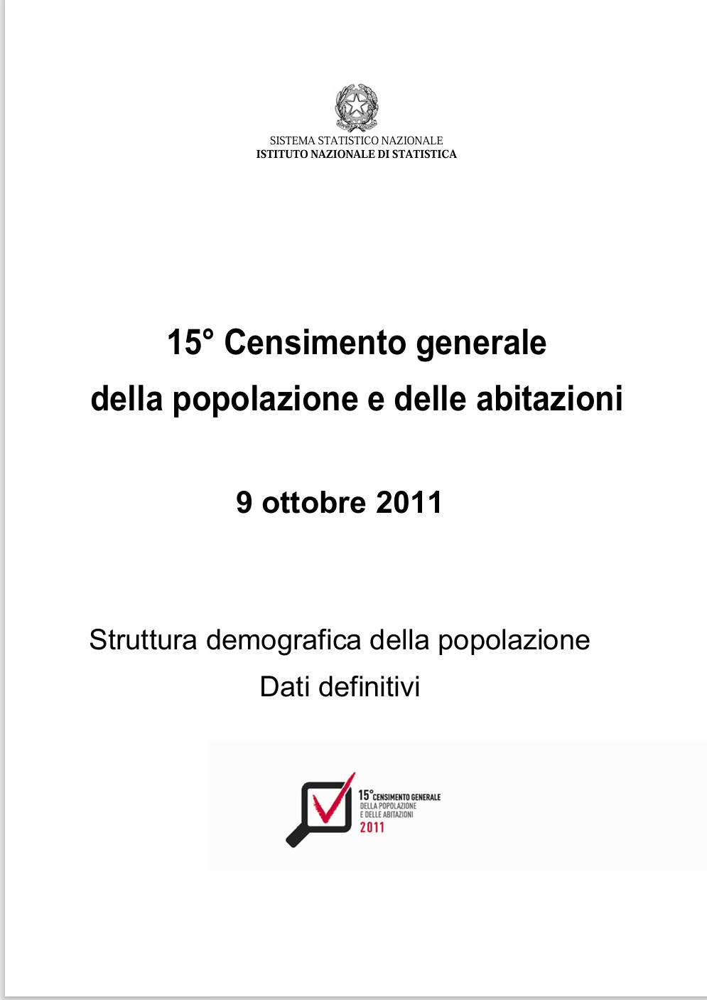 SISTEMA STATISTICO NAZIONALE
ISTITUTO NAZIONALE DI STATISTICA
15° Censimento generale
della popolazione e delle abitazioni
9 ottobre 2011
Struttura demografica della popolazione
Dati definitivi
15° CENSIMENTO GENERALE
DELLA POPOLAZIONE
E DELLE ABITAZIONI
2011